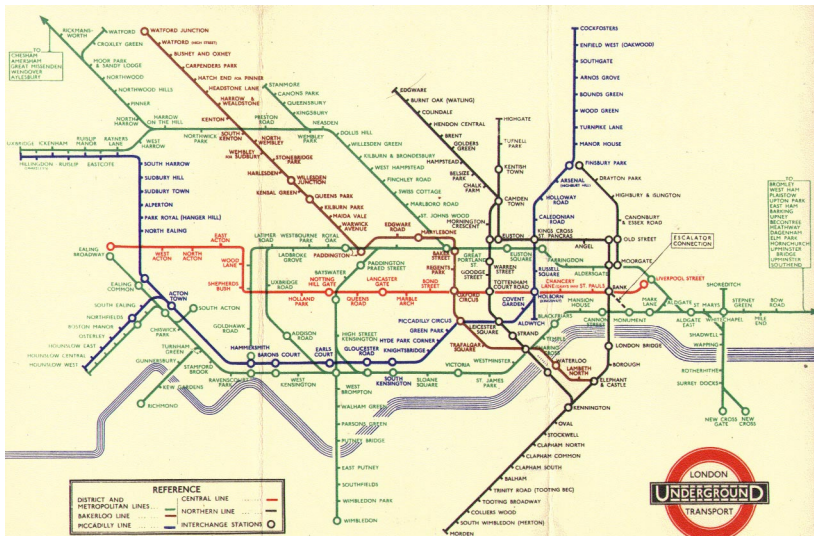 RICKMANS-
WORTH
WATFORD
CROXLEY GREEN
WATFORD JUNCTION
WATFORD (HIGH STREET)
BUSHEY AND OXHEY
CARPENDERS PARK
HATCH END FOR PINNER
HEADSTONE LANE
HARROW &
WEALDSTONE
KENTON
TO
CHESHAM
AMERSHAM
GREAT MISSENDEN
WENDOVER
AYLESBURY
MOOR PARK
& SANDY LODGE
NORTHWOOD
NORTHWOOD HILLS
PINNER
NORTH
HARROW
HARROW
ON THE HILL
STANMORE
CANONS PARK
QUEENSBURY
KINGSBURY
UXBRIDGE
ICKENHAM
RUISLIP
MANOR
RAYNERS
LANE
WEST
HARROW
NORTHWICK
PARK
PRESTON
ROAD
WEMBLEY
PARK
NEASDEN
HILLINGDON
RUISLIP
EASTCOTE
SOUTH
KENTON
NORTH
WEMBLEY
WEMBLEY
FOR SUDBURY
STONEBRIDGE
PARK
HARLESDEN
WILLESDEN
JUNCTION
KENSAL GREEN
QUEENS PARK
KILBURN PARK
MAIDA VALE
WARWICK
AVENUE
DOLLIS HILL
WILLESDEN GREEN
KILBURN & BRONDESBURY
WEST HAMPSTEAD
FINCHLEY ROAD
SWISS COTTAGE
MARLBORO ROAD
ST. JOHNS WOOD
SOUTH HARROW
SUDBURY HILL
SUDBURY TOWN
ALPERTON
PARK ROYAL (HANGER HILL)
NORTH EALING
EDGWARE
BURNT OAK (WATLING)
COLINDALE
HENDON CENTRAL
BRENT
GOLDERS
GREEN
HAMPSTEAD
BELSIZE
PARK
CHALK
FARM
HIGHGATE
TUFNELL
PARK
KENTISH
TOWN
CAMDEN
TOWN
MORNINGTON
CRESCENT
COCKFOSTERS
ENFIELD WEST (OAKWOOD)
SOUTHGATE
ARNOS GROVE
BOUNDS GREEN
WOOD GREEN
TURNPIKE LANE
MANOR HOUSE
FINSBURY PARK
ARSENAL
(HIGHBURY HILL)
DRAYTON PARK
HOLLOWAY
ROAD
HIGHBURY & ISLINGTON
CALEDONIAN
ROAD
CANONBURY
& ESSEX ROAD
TO
BROMLEY
WEST HAM
PLAISTOW
UPTON PARK
EAST HAM
BARKING
UPNEY
BECONTREE
HEATHWAY
DAGENHAM
ELM PARK
HORNCHURCH
UPMINSTER
BRIDGE
UPMINSTER
SOUTHEND
EALING
BROADWAY
WEST
ACTON
NORTH
ACTON
EAST
ACTON
WOOD
LANE
SHEPHERDS
BUSH
LATIMER
ROAD
WESTBOURNE
PARK
ROYAL
OAK
LADBROKE
GROVE
PADDINGTON
EDGWARE
ROAD
MARYLEBONE
BAKER
STREET
GREAT
PORTLAND
ST.
EUSTON
KINGS CROSS
ST. PANCRAS
EUSTON
SQUARE
ANGEL
OLD STREET
ESCALATOR
CONNECTION
BAYSWATER
PADDINGTON
PRAED STREET
UXBRIDGE
ROAD
NOTTING
HILL GATE
HOLLAND
PARK
QUEENS
ROAD
LANCASTER
GATE
MARBLE
ARCH
BOND
STREET
REGENTS
PARK
OXFORD
CIRCUS
WARREN
STREET
GOODGE
STREET
TOTTENHAM
COURT ROAD
RUSSELL
SQUARE
FARRINGDON
ALDERSGATE
MOORGATE
CHANCERY
LANE
ST. PAULS
HOLBORN
(KINGSWAY)
COVENT
GARDEN
BANK
LIVERPOOL STREET
EALING
COMMON
SOUTH EALING
NORTHFIELDS
BOSTON MANOR
OSTERLEY
HOUNSLOW EAST
HOUNSLOW CENTRAL
HOUNSLOW WEST
ACTON
TOWN
SOUTH ACTON
CHISWICK
PARK
GUNNERSBURY
TURNHAM
GREEN
STAMFORD
BROOK
KEW GARDENS
RICHMOND
GOLDHAWK
ROAD
HAMMERSMITH
RAVENSCOURT
PARK
BARONS COURT
WEST
KENSINGTON
ADDISON
ROAD
EARLS
COURT
HIGH STREET
KENSINGTON
GLOUCESTER
ROAD
SOUTH
KENSINGTON
KNIGHTSBRIDGE
HYDE PARK CORNER
GREEN PARK
PICCADILLY CIRCUS
LEICESTER
SQUARE
ALDWYCH
STRAND
TRAFALGAR
SQUARE
CHARING
CROSS
TEMPLE
BLACKFRIARS
MANSION
HOUSE
CANNON
STREET
MONUMENT
MARK
LANE
ALDGATE
ALDGATE
EAST
ST MARYS
WHITECHAPEL
SHOREDITCH
STEPNEY
GREEN
MILE
END
BOW
ROAD
SHADWELL
WAPPING
ROTHERHITHE
SURREY DOCKS
NEW CROSS
GATE
NEW
CROSS
SLOANE
SQUARE
VICTORIA
ST. JAMES
PARK
WESTMINSTER
WATERLOO
LAMBETH
NORTH
LONDON BRIDGE
BOROUGH
ELEPHANT
& CASTLE
KENNINGTON
OVAL
STOCKWELL
CLAPHAM NORTH
CLAPHAM COMMON
CLAPHAM SOUTH
BALHAM
TRINITY ROAD (TOOTING BEC)
TOOTING BROADWAY
COLLIERS WOOD
SOUTH WIMBLEDON (MERTON)
MORDEN
WEST
BROMPTON
WALHAM GREEN
PARSONS GREEN
PUTNEY BRIDGE
EAST PUTNEY
SOUTHFIELDS
WIMBLEDON PARK
WIMBLEDON
REFERENCE
DISTRICT AND
METROPOLITAN LINES
BAKERLOO LINE
PICCADILLY LINE
CENTRAL LINE
NORTHERN LINE
INTERCHANGE STATIONS
LONDON
UNDERGROUND
TRANSPORT